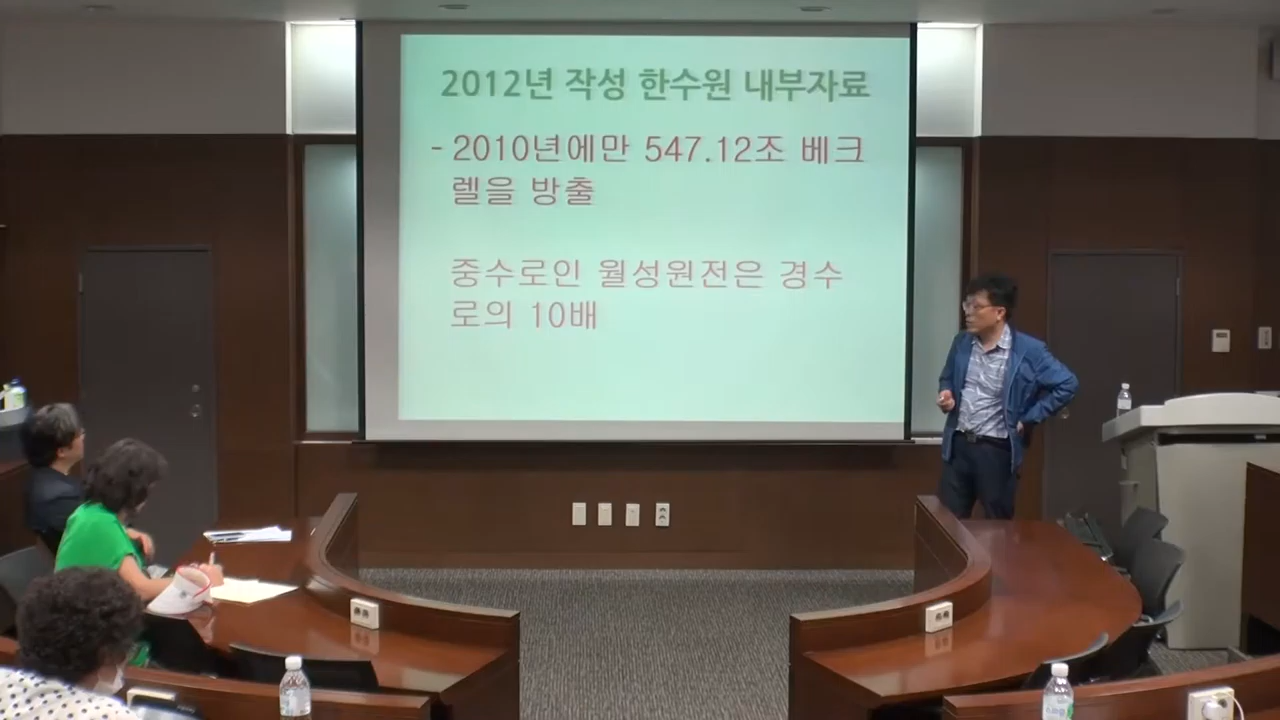 2012년 작성 한수원 내부자료
- 2010년에만 547.12조 베크
렐을 방출
중수로인 월성원전은 경수
로의 10배